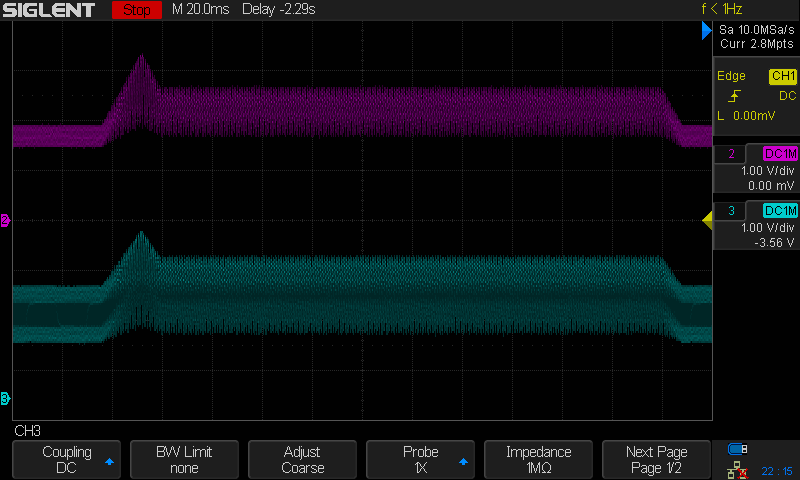 SIGLENT Stop M 20.0ms Delay -2.29s f < 1Hz
Sa 10.0MSa/s
Curr 2.8Mpts
Edge CH1
DC
L 0.00mV
2 DC1M
1.00 V/div
0.00 mV
3 DC1M
1.00 V/div
-3.56 V
2
3
CH3
Coupling
DC
BW Limit
none
Adjust
Coarse
Probe
1X
Impedance
1MΩ
Next Page
Page 1/2
22:15